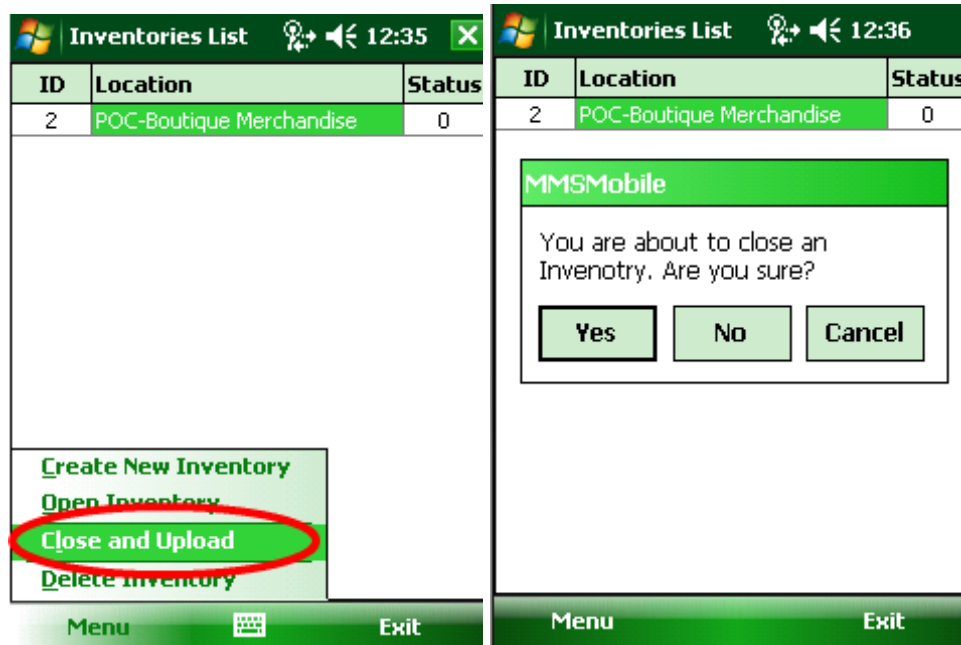 Inventories List 12:35
ID Location Status
2 POC-Boutique Merchandise 0
Create New Inventory
Open Inventory
Close and Upload
Delete Inventory
Menu Exit
Inventories List 12:36
ID Location Status
2 POC-Boutique Merchandise 0
MMSMobile
You are about to close an
Invenotry. Are you sure?
Yes No Cancel
Menu Exit